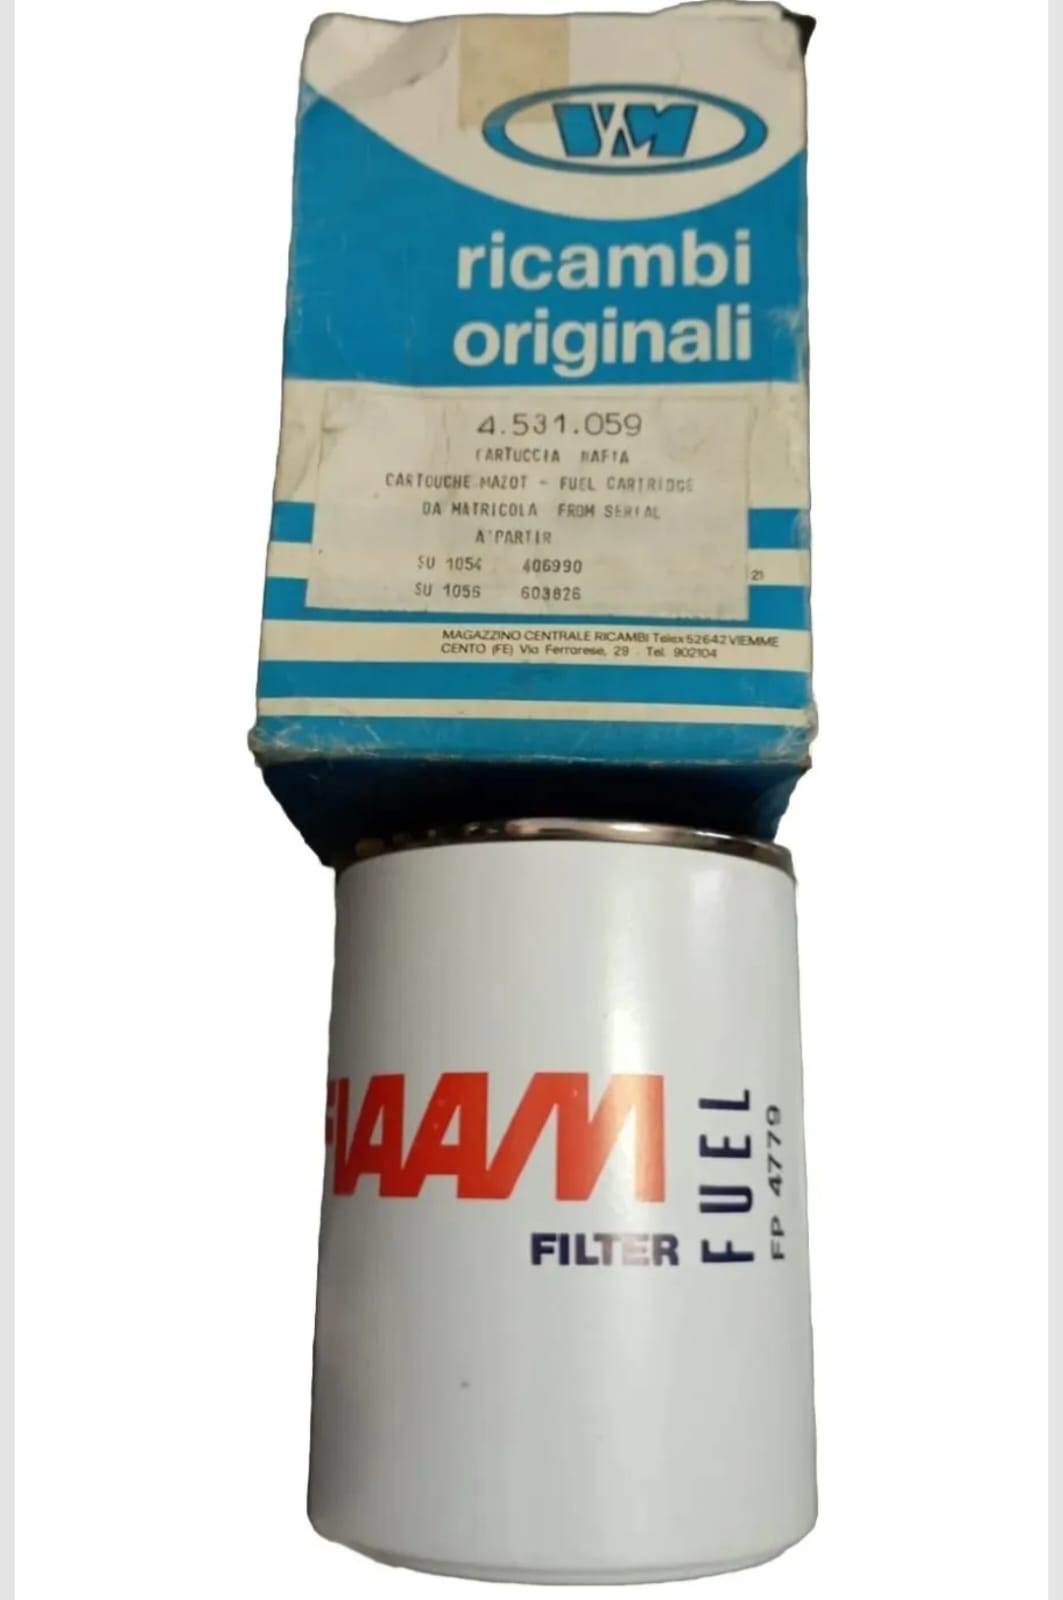 VM
ricambi
originali
4.531.059
CARTUCCIA NAFTA
CARTOUCHE MAZOT - FUEL CARTRIDGE
DA MATRICOLA FROM SERIAL
A'PARTIR
SU 1054 406990
SU 1056 603826
21
MAGAZZINO CENTRALE RICAMBI Telex 52642 VIEMME
CENTO (FE) Via Ferrarese, 29 - Tel. 902104
FIAAM
FILTER
FUEL
FP 4779